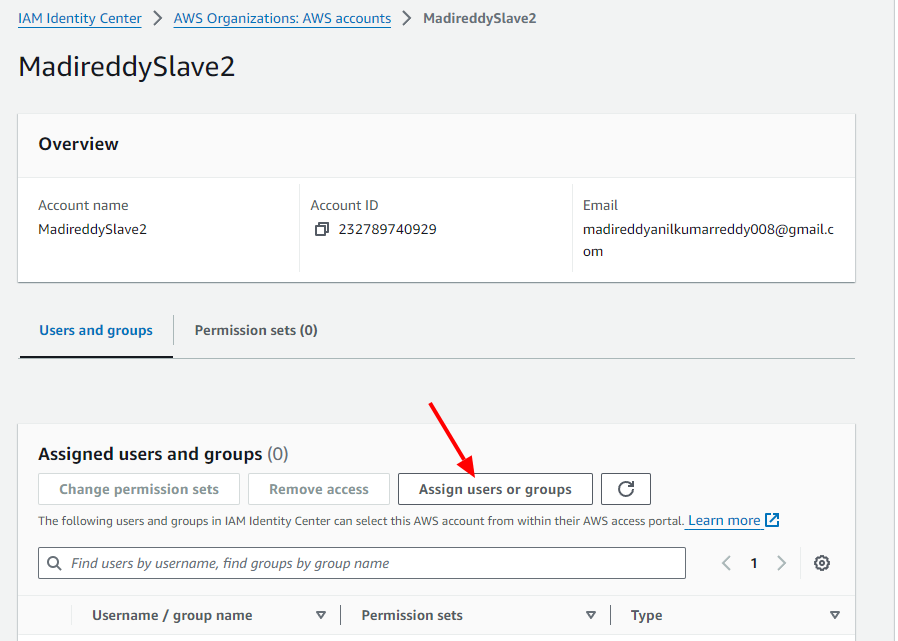 IAM Identity Center > AWS Organizations: AWS accounts > MadireddySlave2
MadireddySlave2
Overview
Account name
MadireddySlave2
Account ID
232789740929
Email
madireddyanilkumarreddy008@gmail.c
om
Users and groups
Permission sets (0)
Assigned users and groups (0)
Change permission sets
Remove access
Assign users or groups
The following users and groups in IAM Identity Center can select this AWS account from within their AWS access portal. Learn more
Find users by username, find groups by group name
1
Username / group name
Permission sets
Type